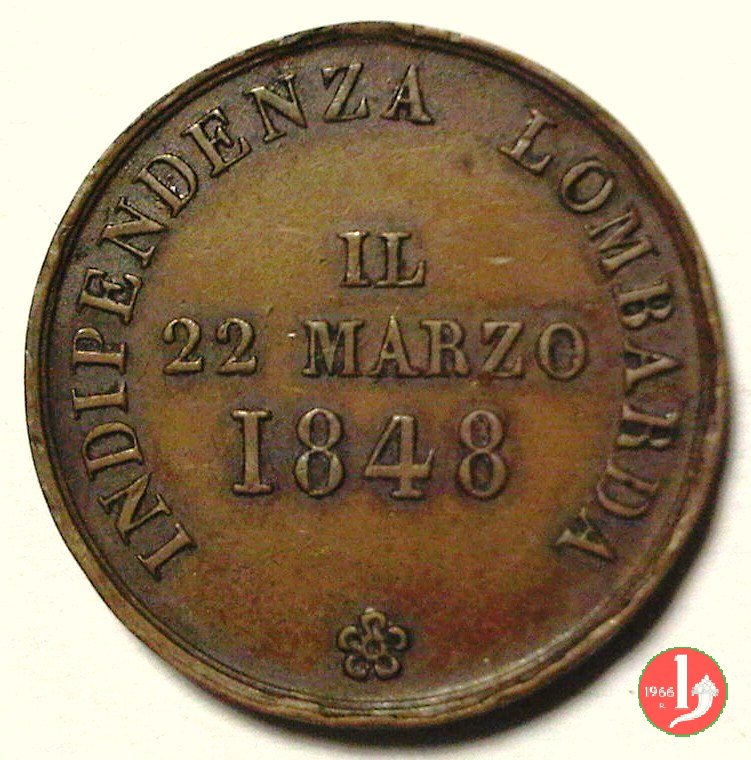 INDIPENDENZA LOMBARDA
IL
22 MARZO
1848
1966
R.